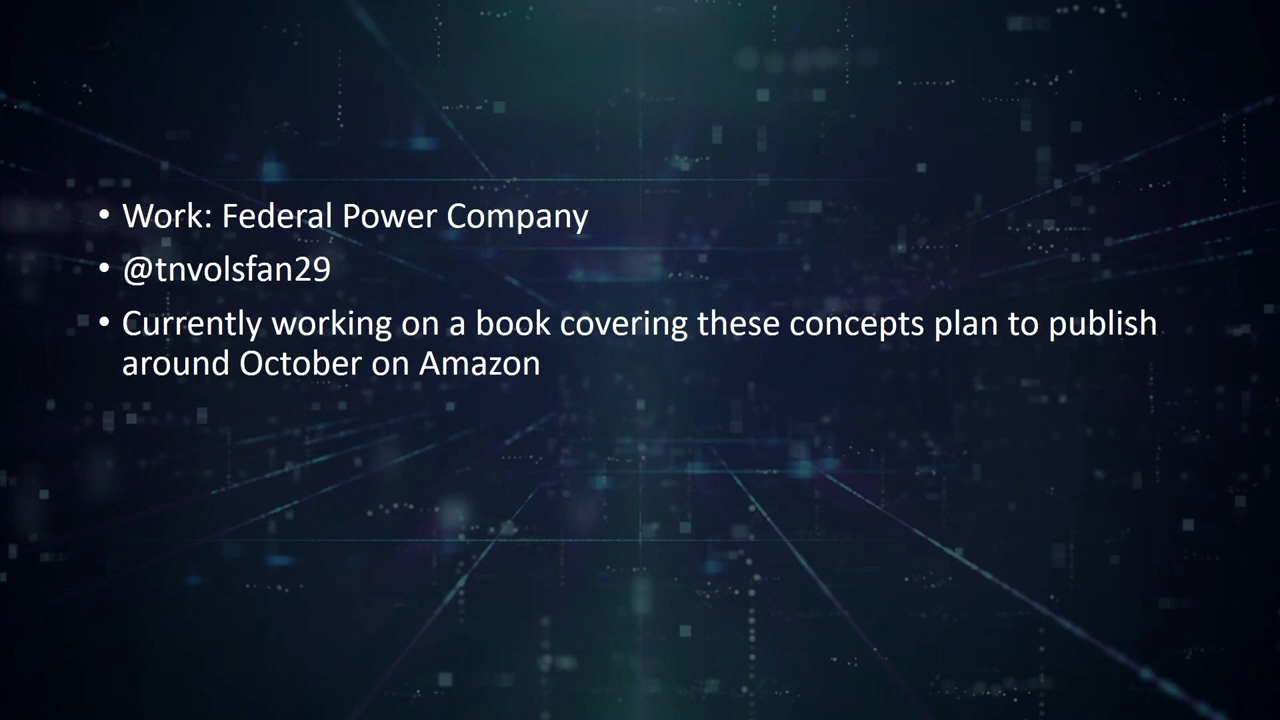 • Work: Federal Power Company
• @tnvolsfan29
• Currently working on a book covering these concepts plan to publish
around October on Amazon